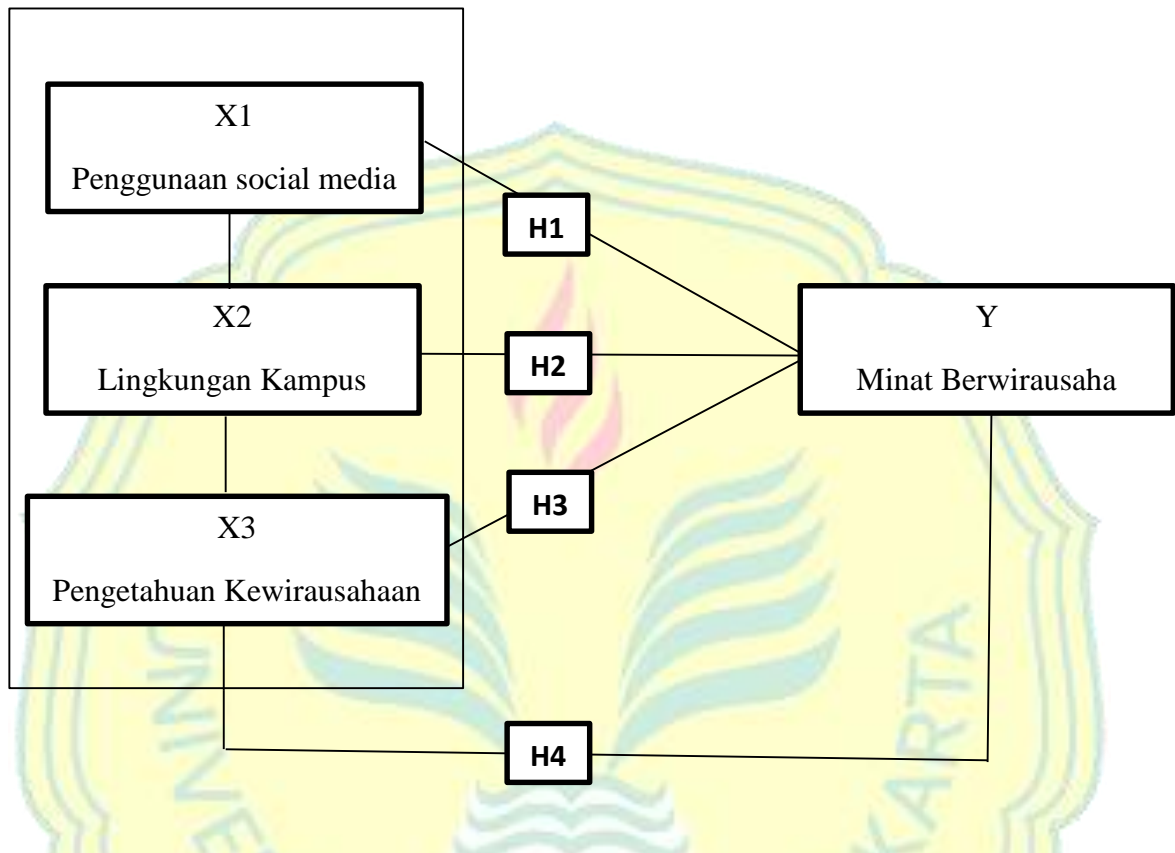 X1
Penggunaan social media
H1
X2
Lingkungan Kampus
H2
Y
Minat Berwirausaha
H3
X3
Pengetahuan Kewirausahaan
H4